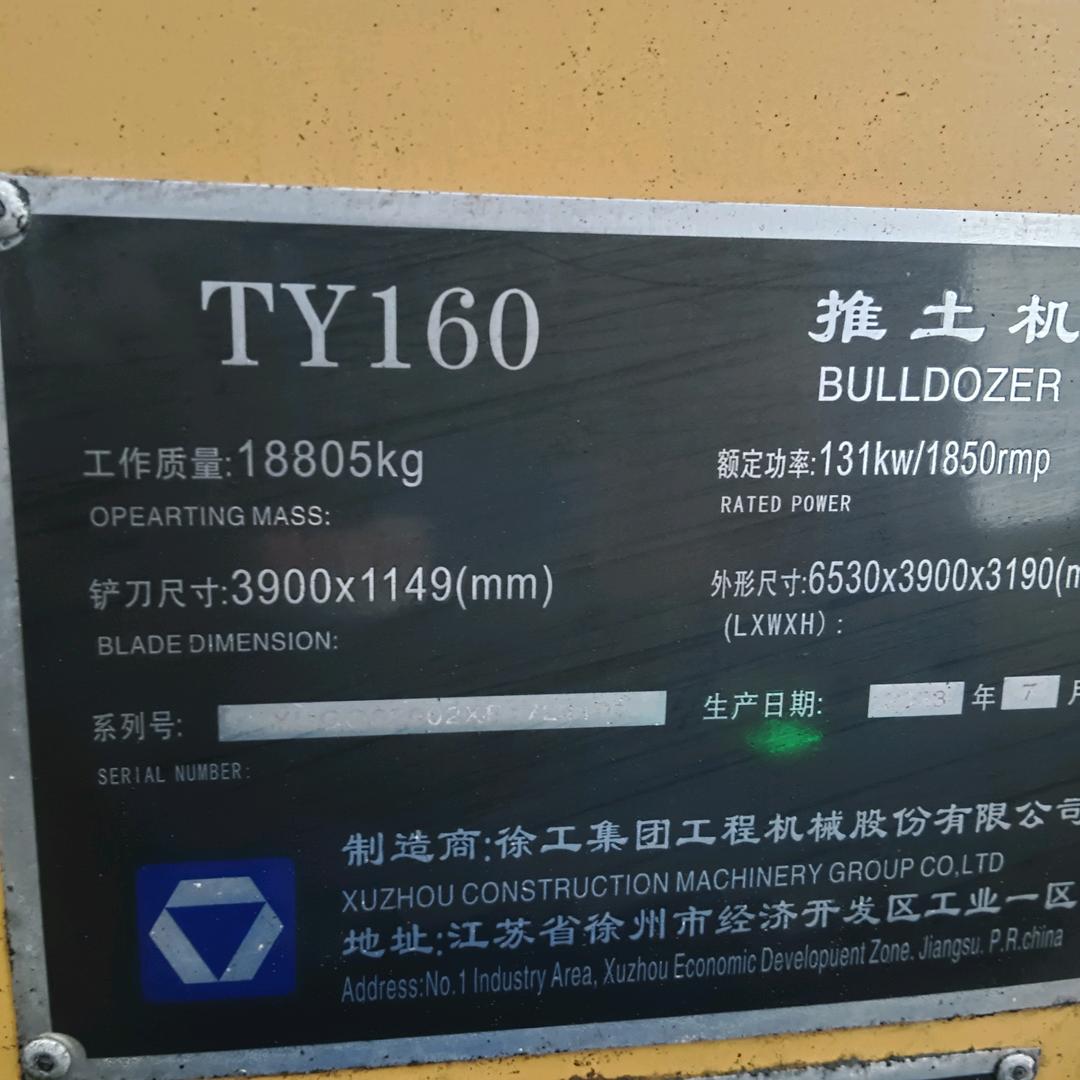 TY160
推土机
BULLDOZER
工作质量:18805kg
额定功率:131kw/1850rmp
OPEARTING MASS:
RATED POWER
铲刀尺寸:3900x1149(mm)
外形尺寸:6530x3900x3190(m
BLADE DIMENSION:
(LXWXH):
系列号:
生产日期: 年 7 月
SERIAL NUMBER:
制造商:徐工集团工程机械股份有限公司
XUZHOU CONSTRUCTION MACHINERY GROUP CO,LTD
地址:江苏省徐州市经济开发区工业一区
Address:No.1 Industry Area, Xuzhou Economic Developuent Zone. Jiangsu. P.R.china